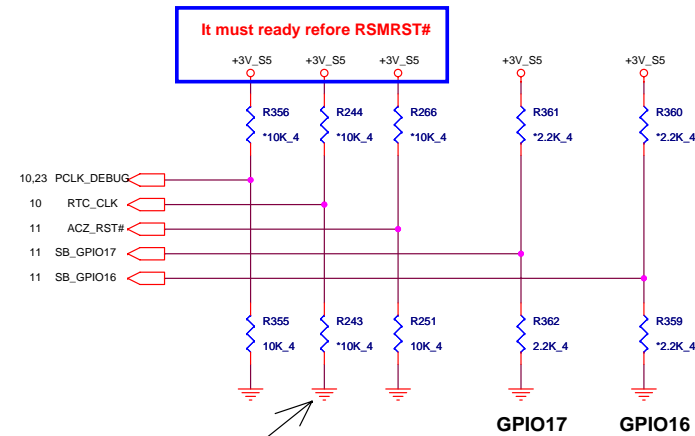 It must ready refore RSMRST#
+3V_S5 +3V_S5 +3V_S5 +3V_S5 +3V_S5
R356 R244 R266 R361 R360
*10K_4 *10K_4 *10K_4 *2.2K_4 *2.2K_4
10,23 PCLK_DEBUG
10 RTC_CLK
11 ACZ_RST#
11 SB_GPIO17
11 SB_GPIO16
R355 R243 R251 R362 R359
10K_4 *10K_4 10K_4 2.2K_4 *2.2K_4
GPIO17 GPIO16